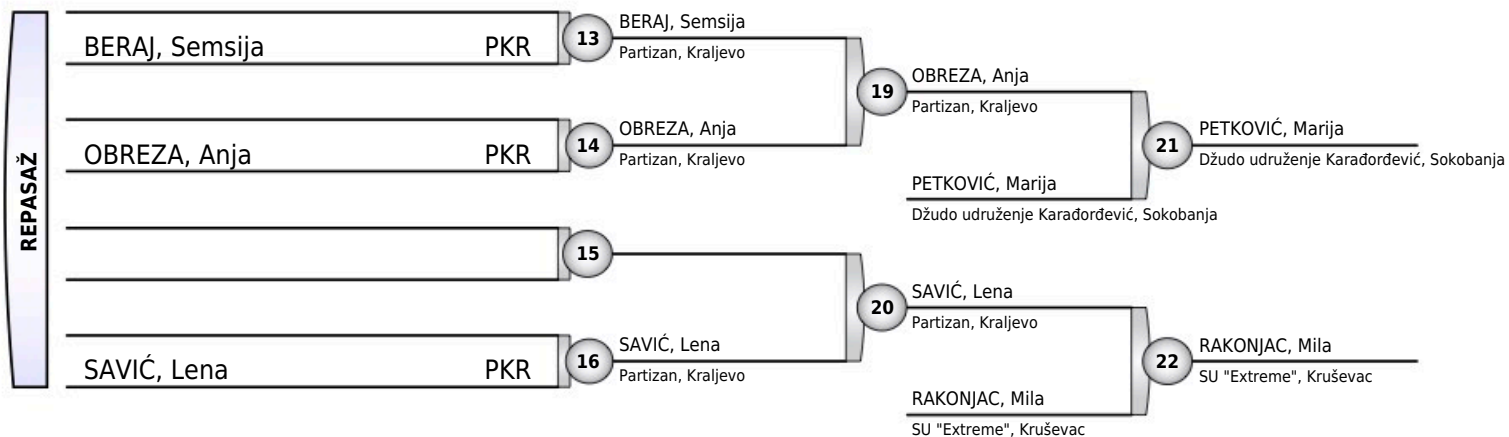 REPASAŽ
BERAJ, Semsija PKR
13
BERAJ, Semsija
Partizan, Kraljevo
OBREZA, Anja PKR
14
OBREZA, Anja
Partizan, Kraljevo
15
SAVIĆ, Lena PKR
16
SAVIĆ, Lena
Partizan, Kraljevo
19
OBREZA, Anja
Partizan, Kraljevo
PETKOVIĆ, Marija
Džudo udruženje Karađorđević, Sokobanja
20
SAVIĆ, Lena
Partizan, Kraljevo
RAKONJAC, Mila
SU "Extreme", Kruševac
21
PETKOVIĆ, Marija
Džudo udruženje Karađorđević, Sokobanja
22
RAKONJAC, Mila
SU "Extreme", Kruševac